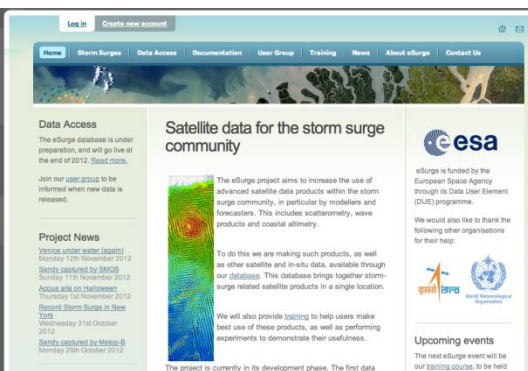 Log in Create new account
Home Storm Surges Data Access Documentation User Group Training News About eSurge Contact Us
Data Access
The eSurge database is under
preparation, and will go live at
the end of 2012. Read more.
Join our user group to be
informed when new data is
released.
Project News
Venice under water (again)
Monday 12th November 2012
Sandy captured by SMOS
Sunday 11th November 2012
Acqua alta on Halloween
Thursday 1st November 2012
Record Storm Surge in New
York
Wednesday 31st October
2012
Sandy captured by Metop-B
Monday 29th October 2012
Satellite data for the storm surge
community
The eSurge project aims to increase the use of
advanced satellite data products within the storm
surge community, in particular by modellers and
forecasters. This includes scatterometry, wave
products and coastal altimetry.
To do this we are making such products, as well
as other satellite and in-situ data, available through
our database. This database brings together storm-
surge related satellite products in a single location.
We will also provide training to help users make
best use of these products, as well as performing
experiments to demonstrate their usefulness.
The project is currently in its development phase. The first data
esa
eSurge is funded by the
European Space Agency
through its Data User Element
(DUE) programme.
We would also like to thank the
following other organisations
for their help:
इसरो isro
World Meteorological
Organization
Upcoming events
The next eSurge event will be
our training course, to be held